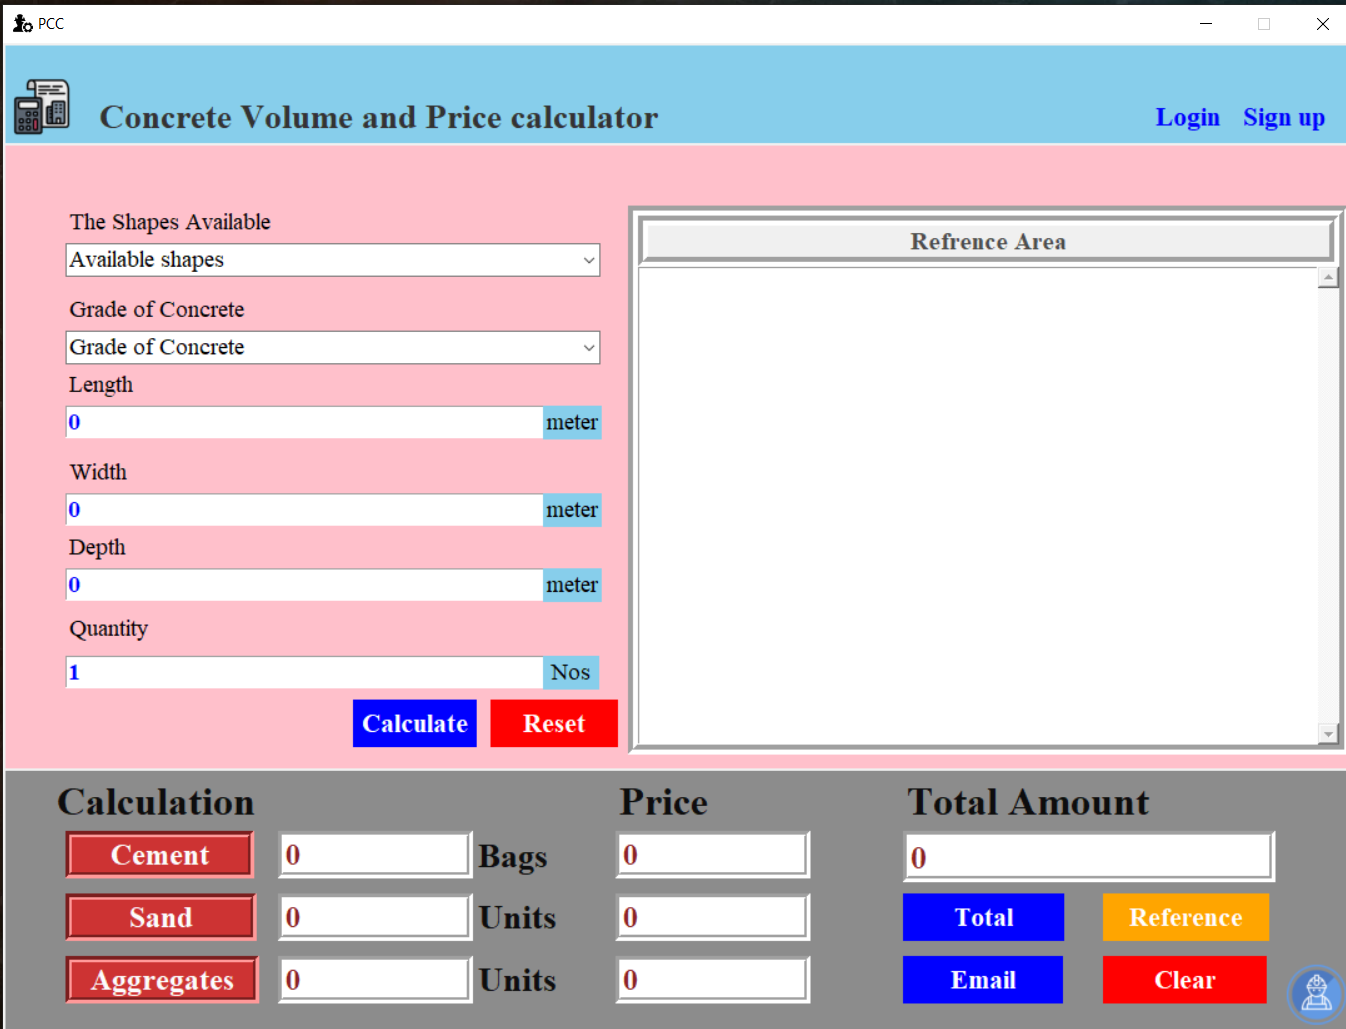 PCC
Concrete Volume and Price calculator
Login Sign up
The Shapes Available
Available shapes
Grade of Concrete
Grade of Concrete
Length
0 meter
Width
0 meter
Depth
0 meter
Quantity
1 Nos
Calculate Reset
Refrence Area
Calculation Price Total Amount
Cement 0 Bags 0 0
Sand 0 Units 0 Total Reference
Aggregates 0 Units 0 Email Clear